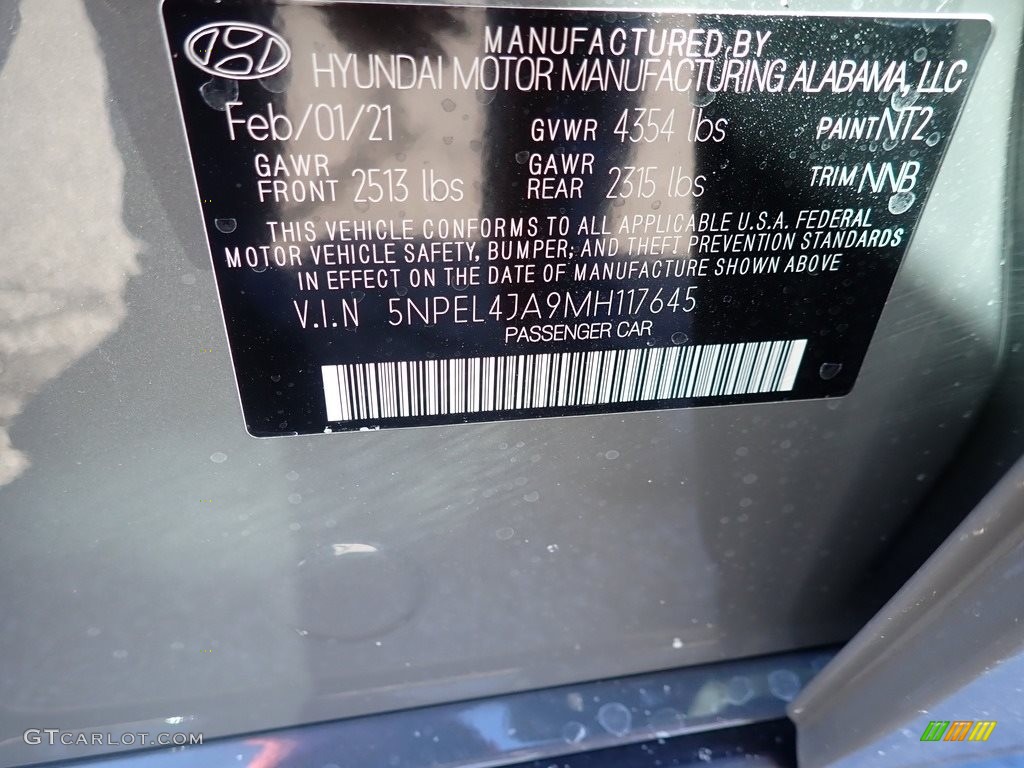 MANUFACTURED BY
HYUNDAI MOTOR MANUFACTURING ALABAMA, LLC
Feb/01/21 GVWR 4354 lbs PAINT NT2
GAWR FRONT 2513 lbs GAWR REAR 2315 lbs TRIM NNB
THIS VEHICLE CONFORMS TO ALL APPLICABLE U.S.A. FEDERAL
MOTOR VEHICLE SAFETY, BUMPER; AND THEFT PREVENTION STANDARDS
IN EFFECT ON THE DATE OF MANUFACTURE SHOWN ABOVE
V.I.N 5NPEL4JA9MH117645
PASSENGER CAR
GTCARLOT.COM